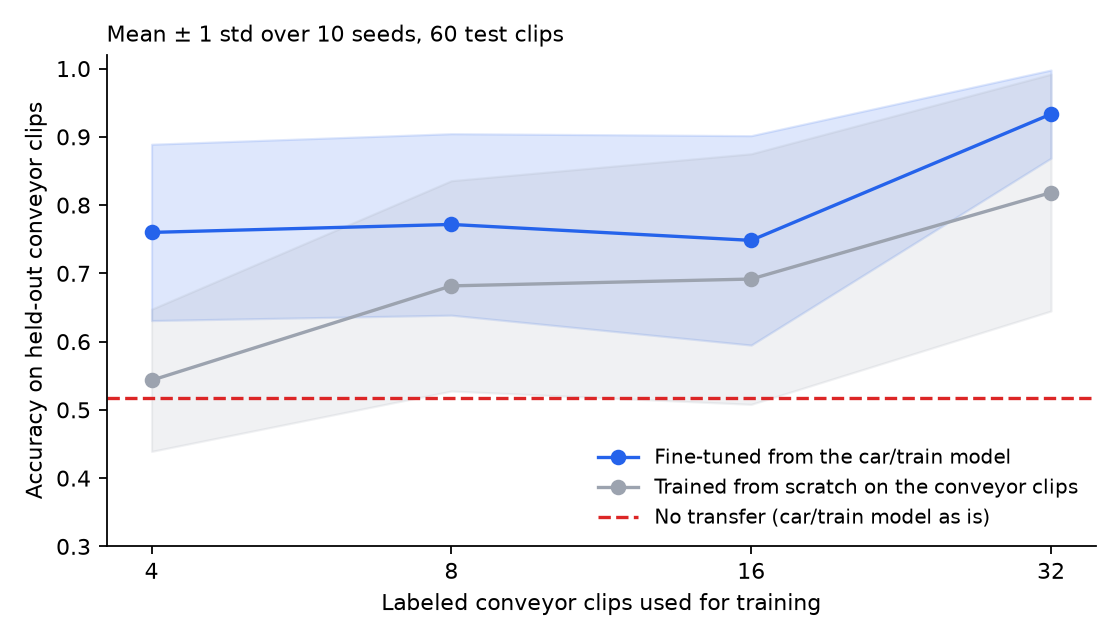 Mean ± 1 std over 10 seeds, 60 test clips
Accuracy on held-out conveyor clips
1.0
0.9
0.8
0.7
0.6
0.5
0.4
0.3
Fine-tuned from the car/train model
Trained from scratch on the conveyor clips
No transfer (car/train model as is)
4
8
16
32
Labeled conveyor clips used for training